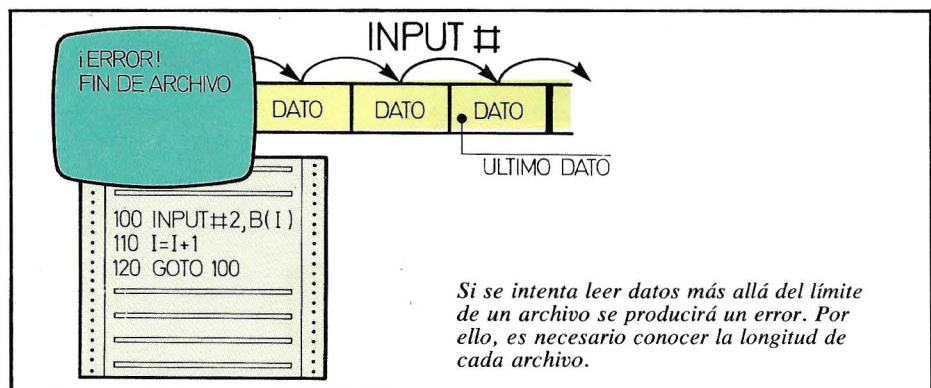 INPUT #
¡ERROR!
FIN DE ARCHIVO
DATO DATO DATO
ULTIMO DATO
100 INPUT#2,B(I)
110 I=I+1
120 GOTO 100
Si se intenta leer datos más allá del límite
de un archivo se producirá un error. Por
ello, es necesario conocer la longitud de
cada archivo.